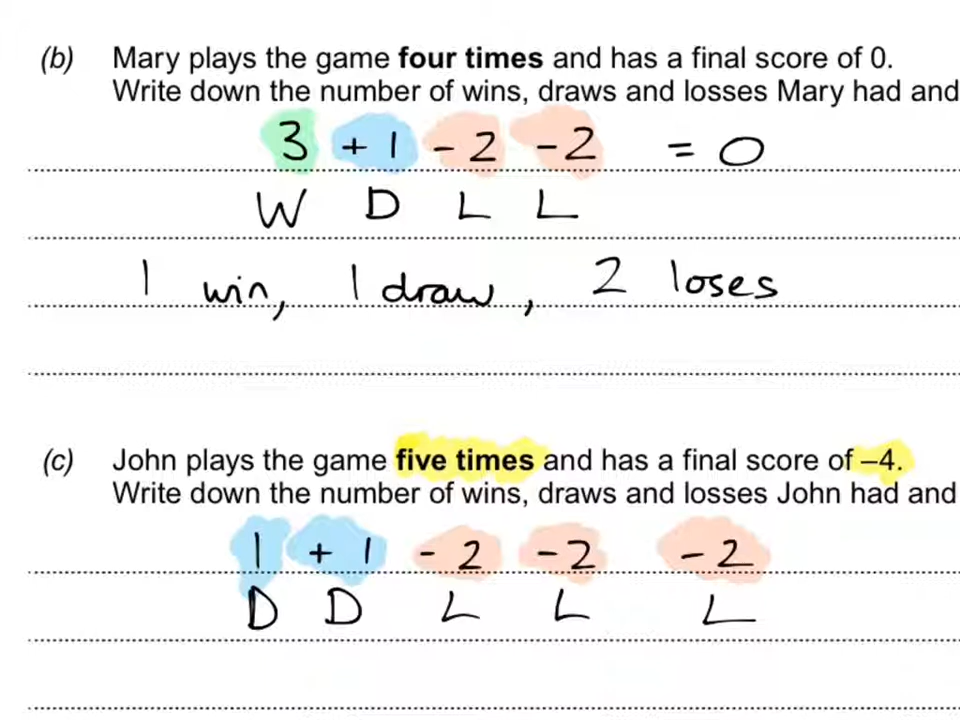 (b) Mary plays the game four times and has a final score of 0.
Write down the number of wins, draws and losses Mary had and
3 + 1 - 2 - 2 = 0
W D L L
1 win, 1 draw, 2 loses
(c) John plays the game five times and has a final score of –4.
Write down the number of wins, draws and losses John had and
1 + 1 - 2 - 2 - 2
D D L L L